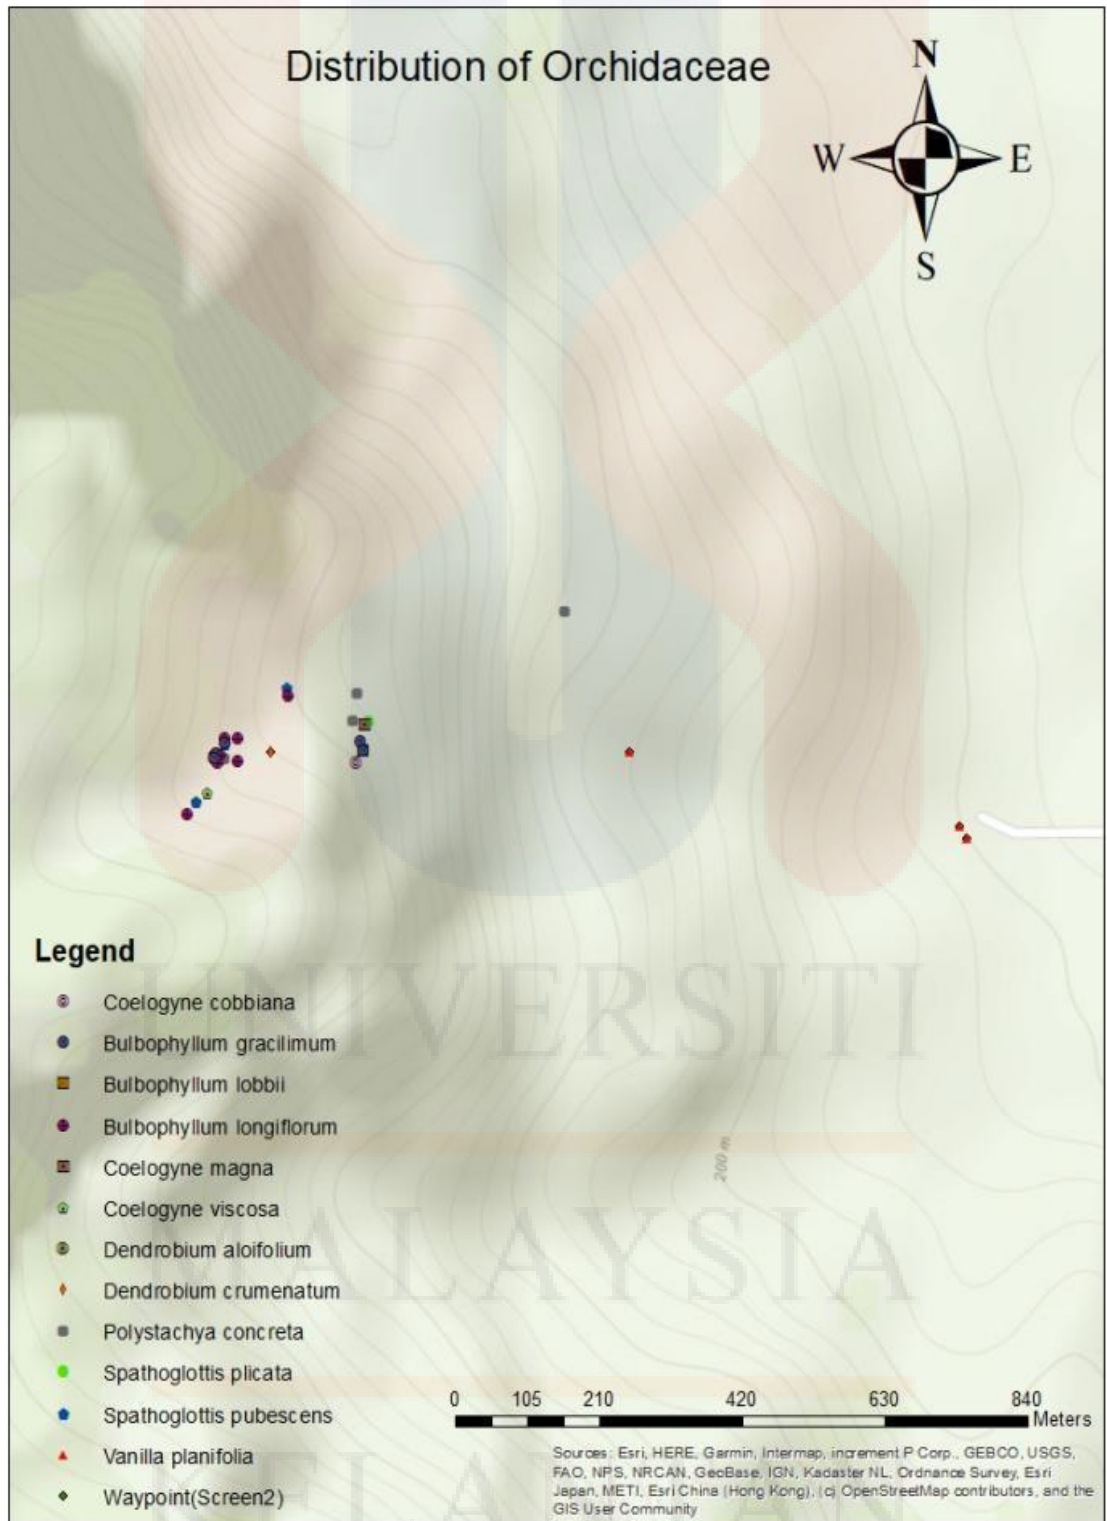 Distribution of Orchidaceae
N
W E
S
Legend
Coelogyne cobbiana
Bulbophyllum gracilimum
Bulbophyllum lobbii
Bulbophyllum longiflorum
Coelogyne magna
Coelogyne viscosa
Dendrobium aloifolium
Dendrobium crumenatum
Polystachya concreta
Spathoglottis plicata
Spathoglottis pubescens
Vanilla planifolia
Waypoint(Screen2)
200 m
0 105 210 420 630 840
Meters
Sources: Esri, HERE, Garmin, Intermap, increment P Corp., GEBCO, USGS,
FAO, NPS, NRCAN, GeoBase, IGN, Kadaster NL, Ordnance Survey, Esri
Japan, METI, Esri China (Hong Kong), (c) OpenStreetMap contributors, and the
GIS User Community
UNIVERSITI
MALAYSIA
KELANTAN